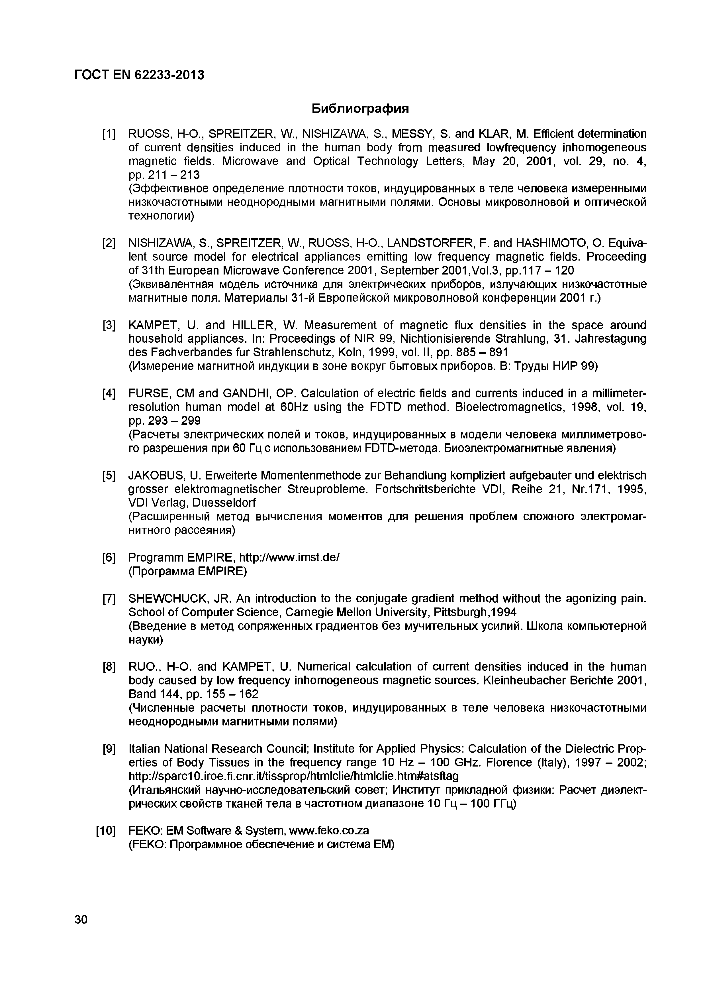 ГОСТ EN 62233-2013
Библиография
[1] RUOSS, H-O., SPREITZER, W., NISHIZAWA, S., MESSY, S. and KLAR, M. Efficient determination
of current densities induced in the human body from measured lowfrequency inhomogeneous
magnetic fields. Microwave and Optical Technology Letters, May 20, 2001, vol. 29, no. 4,
pp. 211 – 213
(Эффективное определение плотности токов, индуцированных в теле человека измеренными
низкочастотными неоднородными магнитными полями. Основы микроволновой и оптической
технологии)
[2] NISHIZAWA, S., SPREITZER, W., RUOSS, H-O., LANDSTORFER, F. and HASHIMOTO, O. Equiva-
lent source model for electrical appliances emitting low frequency magnetic fields. Proceeding
of 31th European Microwave Conference 2001, September 2001,Vol.3, pp.117 – 120
(Эквивалентная модель источника для электрических приборов, излучающих низкочастотные
магнитные поля. Материалы 31-й Европейской микроволновой конференции 2001 г.)
[3] KAMPET, U. and HILLER, W. Measurement of magnetic flux densities in the space around
household appliances. In: Proceedings of NIR 99, Nichtionisierende Strahlung, 31. Jahrestagung
des Fachverbandes fur Strahlenschutz, Koln, 1999, vol. II, pp. 885 – 891
(Измерение магнитной индукции в зоне вокруг бытовых приборов. В: Труды НИР 99)
[4] FURSE, CM and GANDHI, OP. Calculation of electric fields and currents induced in a millimeter-
resolution human model at 60Hz using the FDTD method. Bioelectromagnetics, 1998, vol. 19,
pp. 293 – 299
(Расчеты электрических полей и токов, индуцированных в модели человека миллиметрово-
го разрешения при 60 Гц с использованием FDTD-метода. Биоэлектромагнитные явления)
[5] JAKOBUS, U. Erweiterte Momentenmethode zur Behandlung kompliziert aufgebauter und elektrisch
grosser elektromagnetischer Streuprobleme. Fortschrittsberichte VDI, Reihe 21, Nr.171, 1995,
VDI Verlag, Duesseldorf
(Расширенный метод вычисления моментов для решения проблем сложного электромаг-
нитного рассеяния)
[6] Programm EMPIRE, http://www.imst.de/
(Программа EMPIRE)
[7] SHEWCHUCK, JR. An introduction to the conjugate gradient method without the agonizing pain.
School of Computer Science, Carnegie Mellon University, Pittsburgh,1994
(Введение в метод сопряженных градиентов без мучительных усилий. Школа компьютерной
науки)
[8] RUO., H-O. and KAMPET, U. Numerical calculation of current densities induced in the human
body caused by low frequency inhomogeneous magnetic sources. Kleinheubacher Berichte 2001,
Band 144, pp. 155 – 162
(Численные расчеты плотности токов, индуцированных в теле человека низкочастотными
неоднородными магнитными полями)
[9] Italian National Research Council; Institute for Applied Physics: Calculation of the Dielectric Prop-
erties of Body Tissues in the frequency range 10 Hz – 100 GHz. Florence (Italy), 1997 – 2002;
http://sparc10.iroe.fi.cnr.it/tissprop/htmlclie/htmlclie.htm#atsftag
(Итальянский научно-исследовательский совет; Институт прикладной физики: Расчет диэлект-
рических свойств тканей тела в частотном диапазоне 10 Гц – 100 ГГц)
[10] FEKO: EM Software & System, www.feko.co.za
(FEKO: Программное обеспечение и система ЕМ)
30